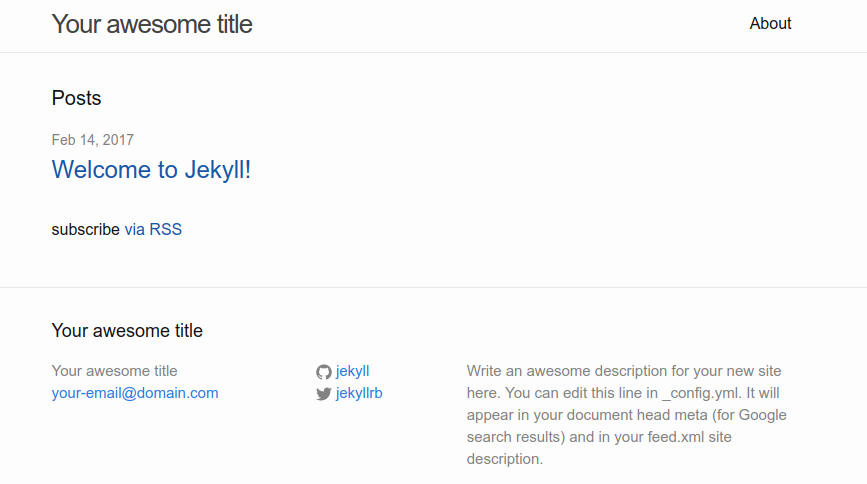 Your awesome title
About
Posts
Feb 14, 2017
Welcome to Jekyll!
subscribe via RSS
Your awesome title
Your awesome title
your-email@domain.com
jekyll
jekyllrb
Write an awesome description for your new site
here. You can edit this line in _config.yml. It will
appear in your document head meta (for Google
search results) and in your feed.xml site
description.